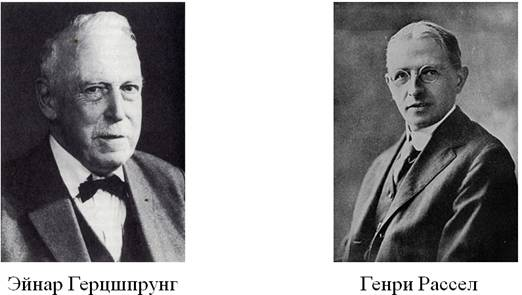 Эйнар Герцшпрунг
Генри Рассел